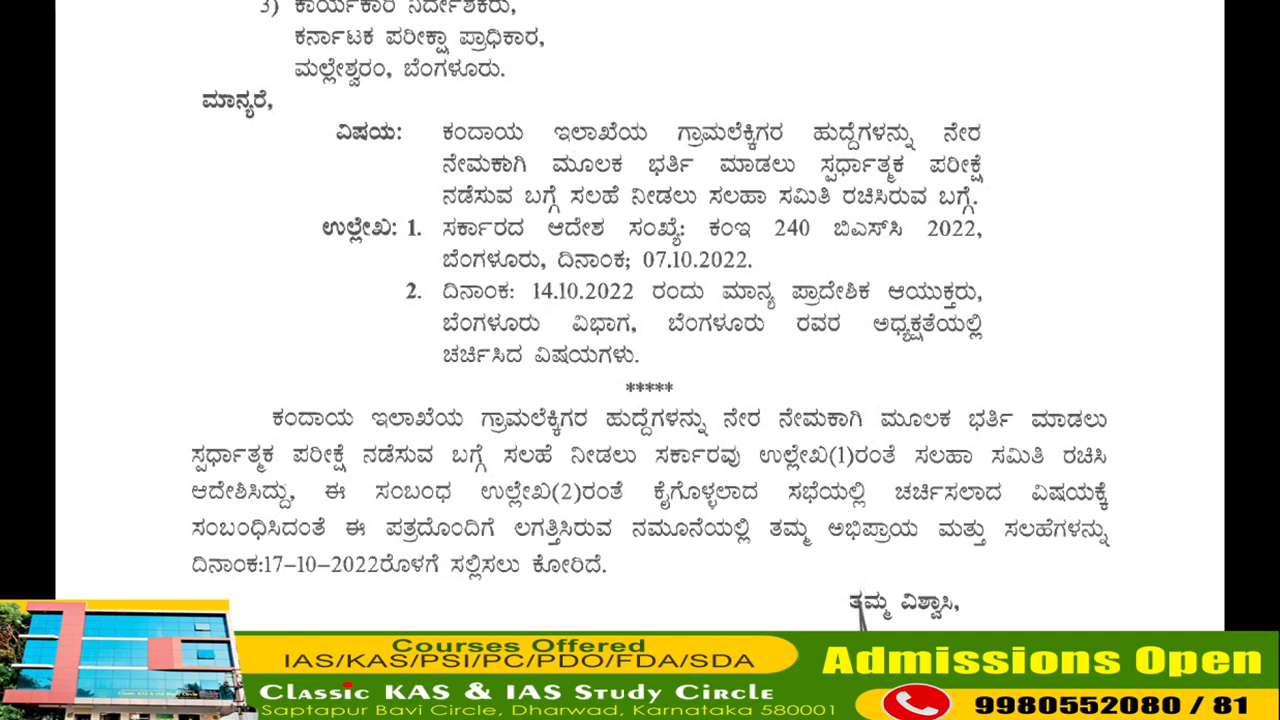 3) ಕಾರ್ಯಕಾರಿ ನಿರ್ದೇಶಕರು,
ಕರ್ನಾಟಕ ಪರೀಕ್ಷಾ ಪ್ರಾಧಿಕಾರ,
ಮಲ್ಲೇಶ್ವರಂ, ಬೆಂಗಳೂರು.
ಮಾನ್ಯರೆ,
ವಿಷಯ: ಕಂದಾಯ ಇಲಾಖೆಯ ಗ್ರಾಮಲೆಕ್ಕಿಗರ ಹುದ್ದೆಗಳನ್ನು ನೇರ
ನೇಮಕಾಗಿ ಮೂಲಕ ಭರ್ತಿ ಮಾಡಲು ಸ್ಪರ್ಧಾತ್ಮಕ ಪರೀಕ್ಷೆ
ನಡೆಸುವ ಬಗ್ಗೆ ಸಲಹೆ ನೀಡಲು ಸಲಹಾ ಸಮಿತಿ ರಚಿಸಿರುವ ಬಗ್ಗೆ.
ಉಲ್ಲೇಖ: 1. ಸರ್ಕಾರದ ಆದೇಶ ಸಂಖ್ಯೆ: ಕಂಇ 240 ಬಿಎಸ್‌ಸಿ 2022,
ಬೆಂಗಳೂರು, ದಿನಾಂಕ; 07.10.2022.
2. ದಿನಾಂಕ: 14.10.2022 ರಂದು ಮಾನ್ಯ ಪ್ರಾದೇಶಿಕ ಆಯುಕ್ತರು,
ಬೆಂಗಳೂರು ವಿಭಾಗ, ಬೆಂಗಳೂರು ರವರ ಅಧ್ಯಕ್ಷತೆಯಲ್ಲಿ
ಚರ್ಚಿಸಿದ ವಿಷಯಗಳು.
*****
ಕಂದಾಯ ಇಲಾಖೆಯ ಗ್ರಾಮಲೆಕ್ಕಿಗರ ಹುದ್ದೆಗಳನ್ನು ನೇರ ನೇಮಕಾಗಿ ಮೂಲಕ ಭರ್ತಿ ಮಾಡಲು
ಸ್ಪರ್ಧಾತ್ಮಕ ಪರೀಕ್ಷೆ ನಡೆಸುವ ಬಗ್ಗೆ ಸಲಹೆ ನೀಡಲು ಸರ್ಕಾರವು ಉಲ್ಲೇಖ(1)ರಂತೆ ಸಲಹಾ ಸಮಿತಿ ರಚಿಸಿ
ಆದೇಶಿಸಿದ್ದು, ಈ ಸಂಬಂಧ ಉಲ್ಲೇಖ(2)ರಂತೆ ಕೈಗೊಳ್ಳಲಾದ ಸಭೆಯಲ್ಲಿ ಚರ್ಚಿಸಲಾದ ವಿಷಯಕ್ಕೆ
ಸಂಬಂಧಿಸಿದಂತೆ ಈ ಪತ್ರದೊಂದಿಗೆ ಲಗತ್ತಿಸಿರುವ ನಮೂನೆಯಲ್ಲಿ ತಮ್ಮ ಅಭಿಪ್ರಾಯ ಮತ್ತು ಸಲಹೆಗಳನ್ನು
ದಿನಾಂಕ:17-10-2022ರೊಳಗೆ ಸಲ್ಲಿಸಲು ಕೋರಿದೆ.
ತಮ್ಮ ವಿಶ್ವಾಸಿ,
Courses Offered
IAS/KAS/PSI/PC/PDO/FDA/SDA
Classic KAS & IAS Study Circle
Saptapur Bavi Circle, Dharwad, Karnataka 580001
Admissions Open
9980552080 / 81